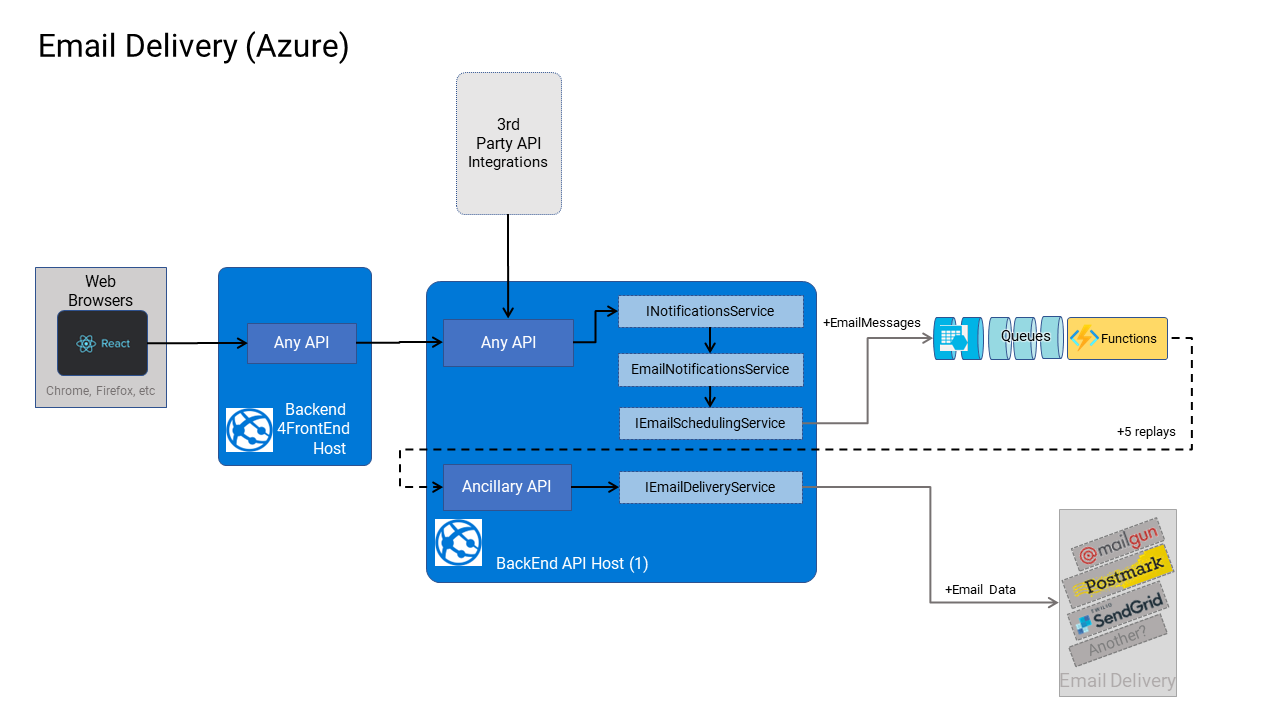 Email Delivery (Azure)
3rd
Party API
Integrations
Web
Browsers
React
Chrome, Firefox, etc
Any API
Backend
4FrontEnd
Host
Any API
INotificationsService
EmailNotificationsService
IEmailSchedulingService
+EmailMessages
Queues
Functions
+5 replays
Ancillary API
IEmailDeliveryService
BackEnd API Host (1)
+Email Data
@mailgun
Postmark
TWILIO
SendGrid
Another?
Email Delivery